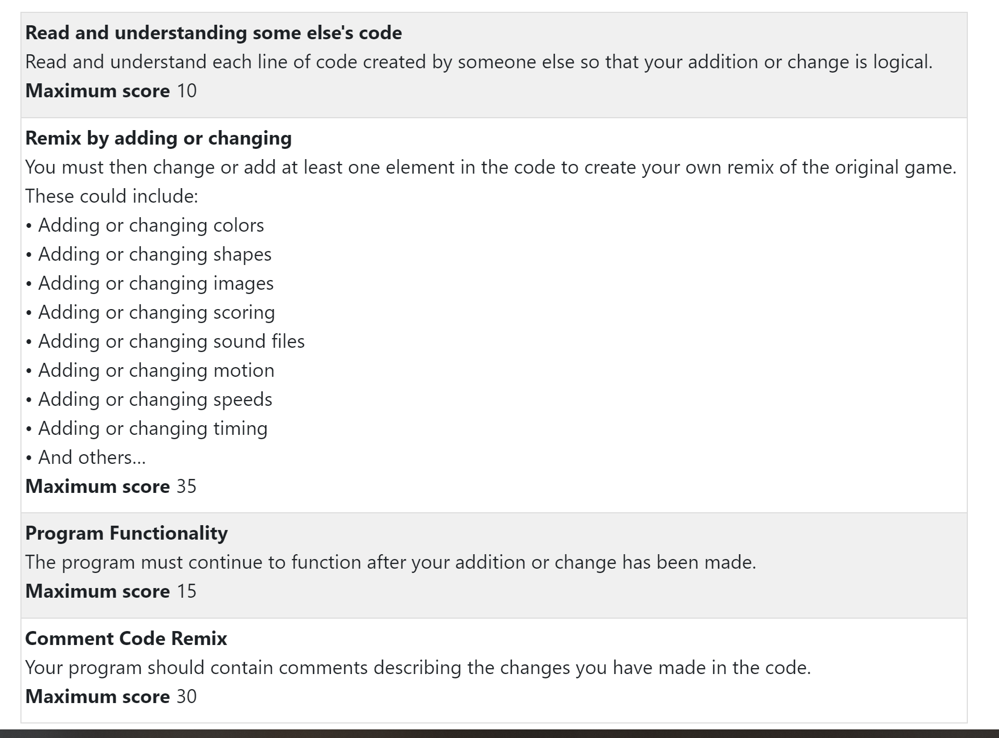 Read and understanding some else's code
Read and understand each line of code created by someone else so that your addition or change is logical.
Maximum score 10
Remix by adding or changing
You must then change or add at least one element in the code to create your own remix of the original game.
These could include:
• Adding or changing colors
• Adding or changing shapes
• Adding or changing images
• Adding or changing scoring
• Adding or changing sound files
• Adding or changing motion
• Adding or changing speeds
• Adding or changing timing
• And others...
Maximum score 35
Program Functionality
The program must continue to function after your addition or change has been made.
Maximum score 15
Comment Code Remix
Your program should contain comments describing the changes you have made in the code.
Maximum score 30